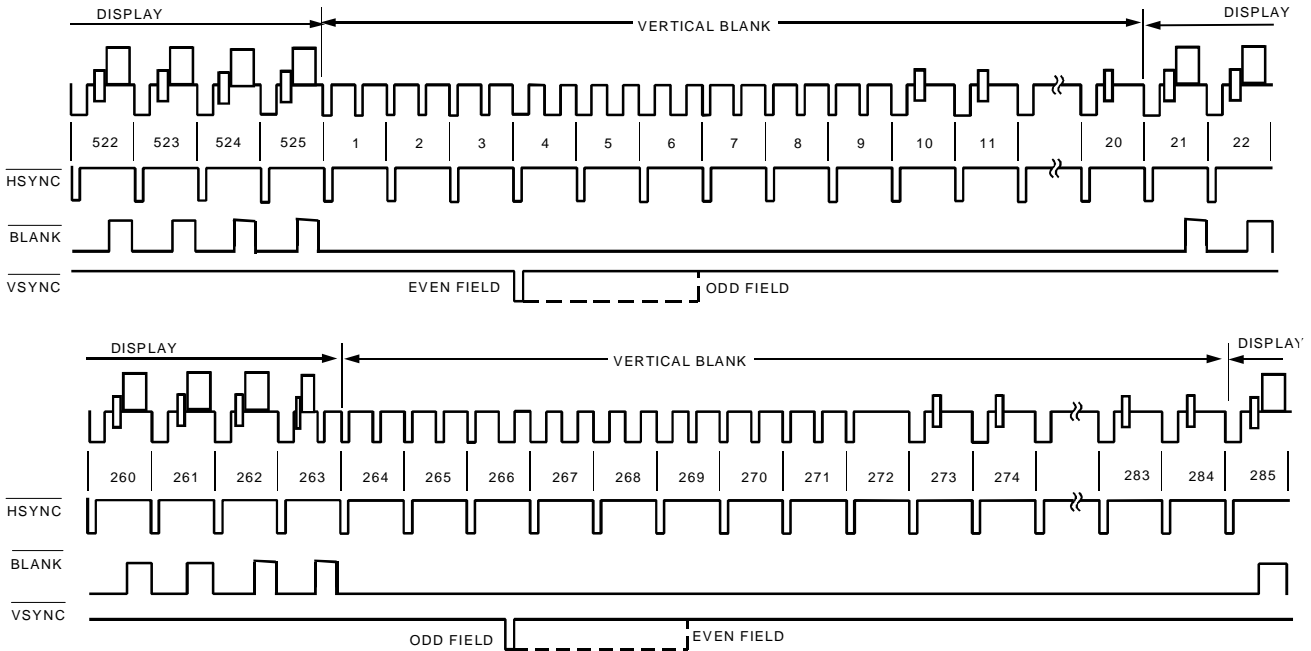 DISPLAY VERTICAL BLANK DISPLAY
522 523 524 525 1 2 3 4 5 6 7 8 9 10 11 20 21 22
HSYNC
BLANK
VSYNC
EVEN FIELD ODD FIELD
DISPLAY VERTICAL BLANK DISPLAY
260 261 262 263 264 265 266 267 268 269 270 271 272 273 274 283 284 285
HSYNC
BLANK
VSYNC
ODD FIELD EVEN FIELD